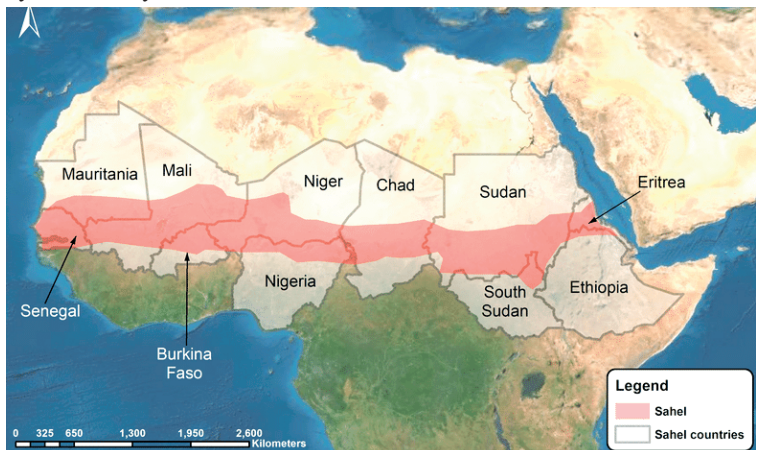 Mauritania
Mali
Niger
Chad
Sudan
Eritrea
Senegal
Burkina
Faso
Nigeria
South
Sudan
Ethiopia
Legend
Sahel
Sahel countries
0 325 650 1,300 1,950 2,600
Kilometers